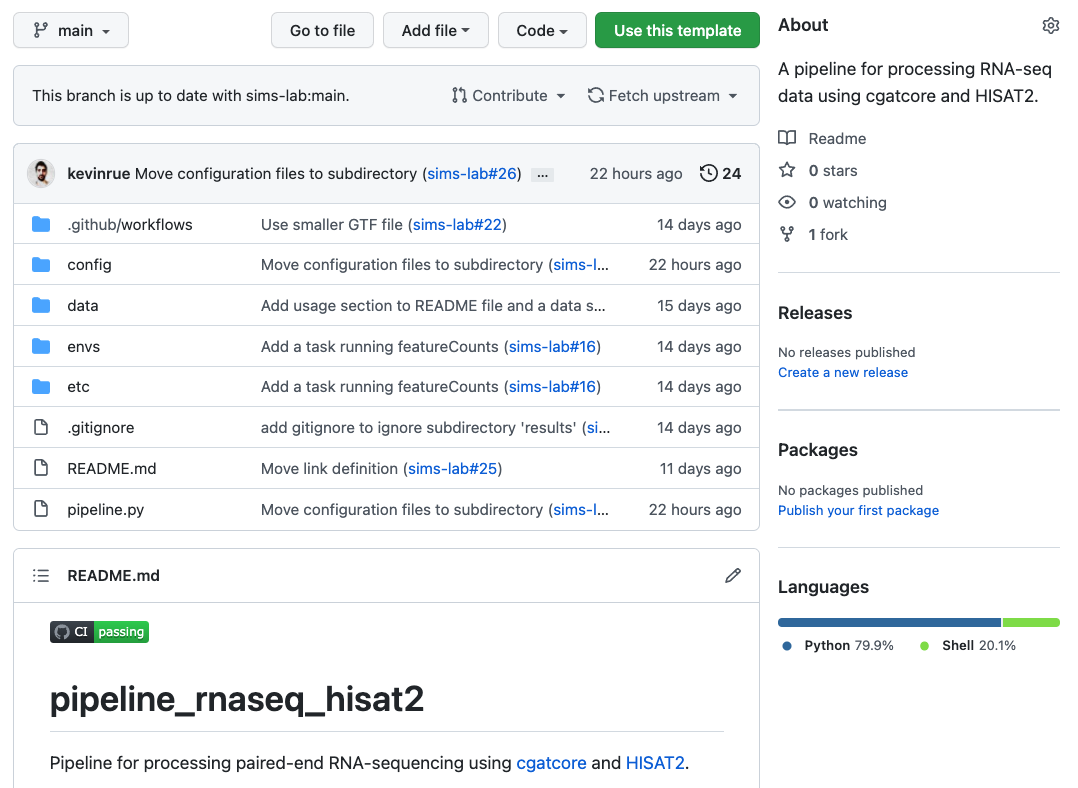 main
Go to file
Add file
Code
Use this template
This branch is up to date with sims-lab:main.
Contribute
Fetch upstream
kevinrue Move configuration files to subdirectory (sims-lab#26) ... 22 hours ago 24
.github/workflows Use smaller GTF file (sims-lab#22) 14 days ago
config Move configuration files to subdirectory (sims-l... 22 hours ago
data Add usage section to README file and a data s... 15 days ago
envs Add a task running featureCounts (sims-lab#16) 14 days ago
etc Add a task running featureCounts (sims-lab#16) 14 days ago
.gitignore add gitignore to ignore subdirectory 'results' (si... 14 days ago
README.md Move link definition (sims-lab#25) 11 days ago
pipeline.py Move configuration files to subdirectory (sims-l... 22 hours ago
README.md
CI passing
pipeline_rnaseq_hisat2
Pipeline for processing paired-end RNA-sequencing using cgatcore and HISAT2.
About
A pipeline for processing RNA-seq
data using cgatcore and HISAT2.
Readme
0 stars
0 watching
1 fork
Releases
No releases published
Create a new release
Packages
No packages published
Publish your first package
Languages
Python 79.9% Shell 20.1%